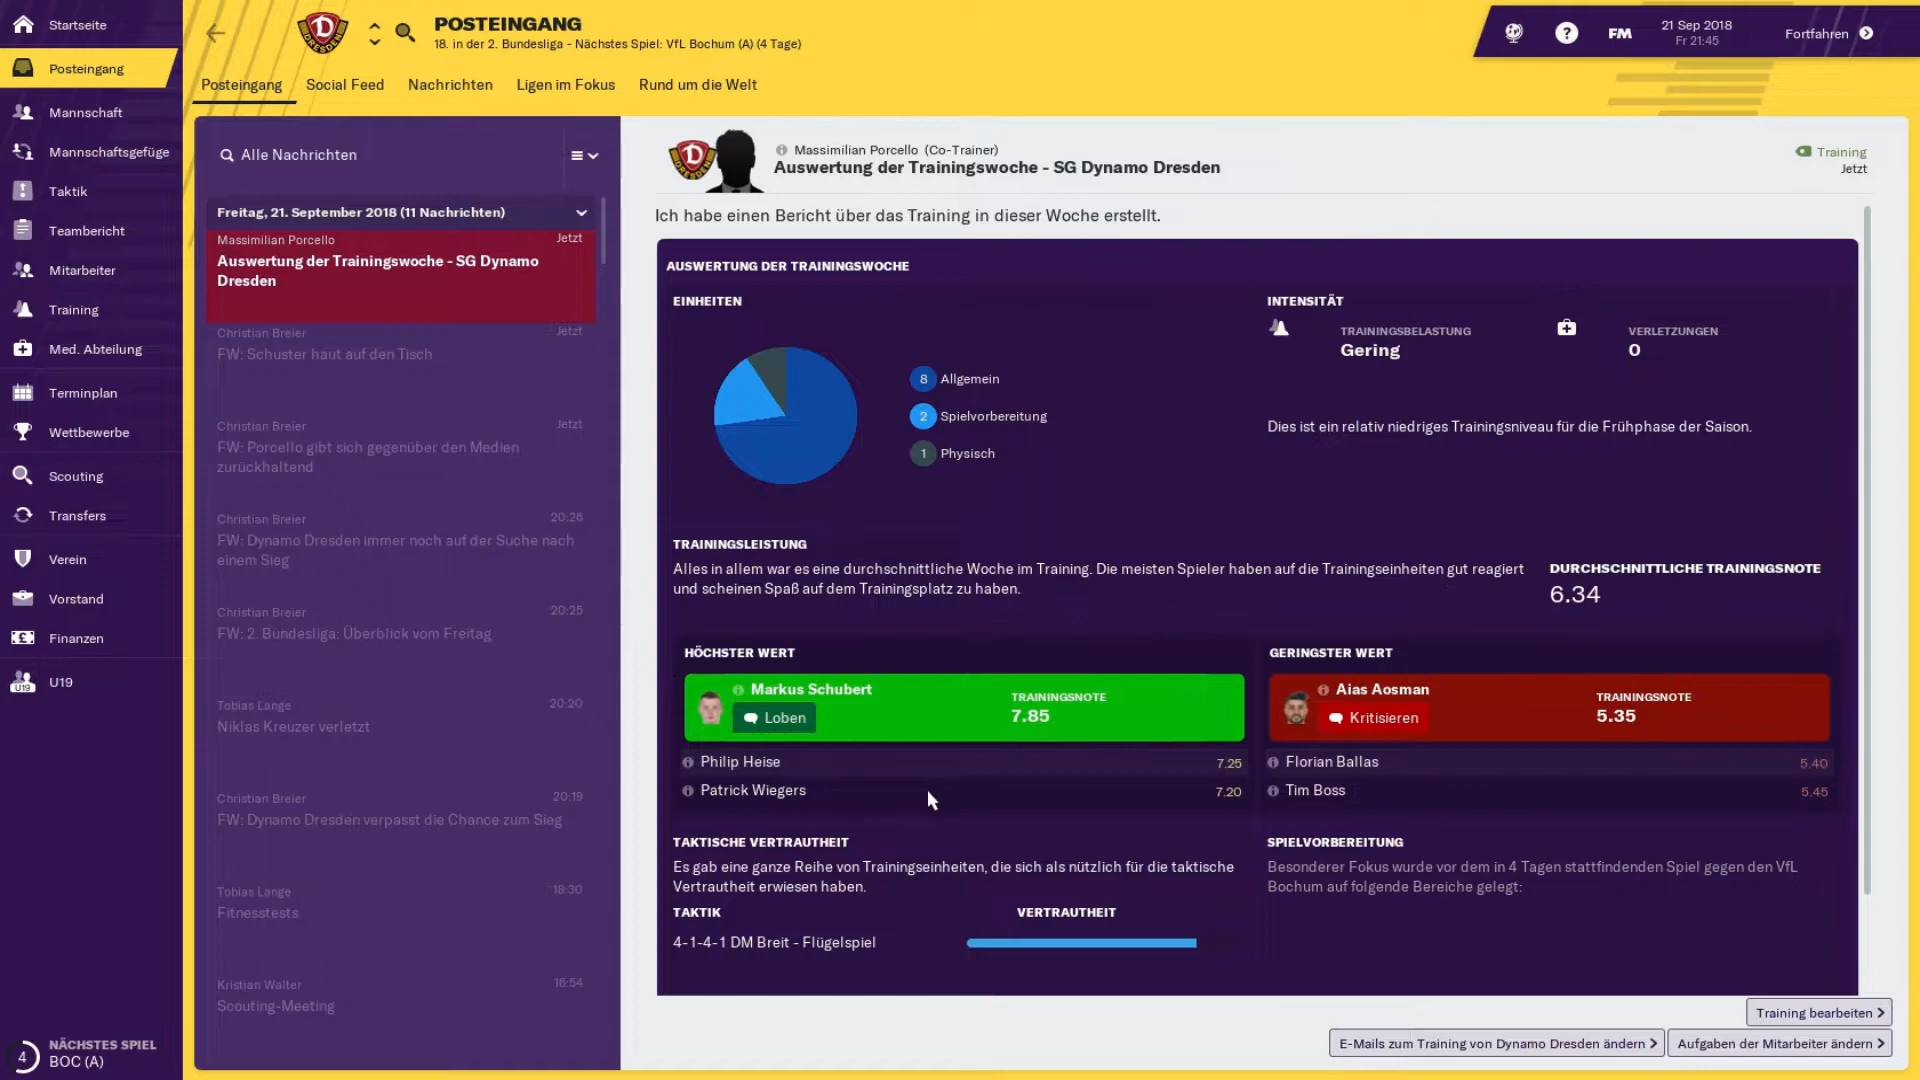 Startseite
Posteingang
Mannschaft
Mannschaftsgefüge
Taktik
Teambericht
Mitarbeiter
Training
Med. Abteilung
Terminplan
Wettbewerbe
Scouting
Transfers
Verein
Vorstand
Finanzen
U19
U19
4
NÄCHSTES SPIEL
BOC (A)
D
DRESDEN
POSTEINGANG
18. in der 2. Bundesliga - Nächstes Spiel: VfL Bochum (A) (4 Tage)
?
FM
21 Sep 2018
Fr 21:45
Fortfahren
Posteingang Social Feed Nachrichten Ligen im Fokus Rund um die Welt
Alle Nachrichten
Freitag, 21. September 2018 (11 Nachrichten)
Massimilian Porcello Jetzt
Auswertung der Trainingswoche - SG Dynamo
Dresden
Christian Breier Jetzt
FW: Schuster haut auf den Tisch
Christian Breier Jetzt
FW: Porcello gibt sich gegenüber den Medien
zurückhaltend
Christian Breier 20:26
FW: Dynamo Dresden immer noch auf der Suche nach
einem Sieg
Christian Breier 20:25
FW: 2. Bundesliga: Überblick vom Freitag
Tobias Lange 20:20
Niklas Kreuzer verletzt
Christian Breier 20:19
FW: Dynamo Dresden verpasst die Chance zum Sieg
Tobias Lange 18:30
Fitnesstests
Kristian Walter 16:54
Scouting-Meeting
D
DRESDEN
Massimilian Porcello (Co-Trainer)
Auswertung der Trainingswoche - SG Dynamo Dresden
Training
Jetzt
Ich habe einen Bericht über das Training in dieser Woche erstellt.
AUSWERTUNG DER TRAININGSWOCHE
EINHEITEN
8 Allgemein
2 Spielvorbereitung
1 Physisch
INTENSITÄT
TRAININGSBELASTUNG
Gering
VERLETZUNGEN
0
Dies ist ein relativ niedriges Trainingsniveau für die Frühphase der Saison.
TRAININGSLEISTUNG
Alles in allem war es eine durchschnittliche Woche im Training. Die meisten Spieler haben auf die Trainingseinheiten gut reagiert
und scheinen Spaß auf dem Trainingsplatz zu haben.
DURCHSCHNITTLICHE TRAININGSNOTE
6.34
HÖCHSTER WERT
Markus Schubert
Loben
TRAININGSNOTE
7.85
Philip Heise 7.25
Patrick Wiegers 7.20
GERINGSTER WERT
Aias Aosman
Kritisieren
TRAININGSNOTE
5.35
Florian Ballas 5.40
Tim Boss 5.45
TAKTISCHE VERTRAUTHEIT
Es gab eine ganze Reihe von Trainingseinheiten, die sich als nützlich für die taktische
Vertrautheit erwiesen haben.
TAKTIK VERTRAUTHEIT
4-1-4-1 DM Breit - Flügelspiel
SPIELVORBEREITUNG
Besonderer Fokus wurde vor dem in 4 Tagen stattfindenden Spiel gegen den VfL
Bochum auf folgende Bereiche gelegt:
Training bearbeiten
E-Mails zum Training von Dynamo Dresden ändern
Aufgaben der Mitarbeiter ändern